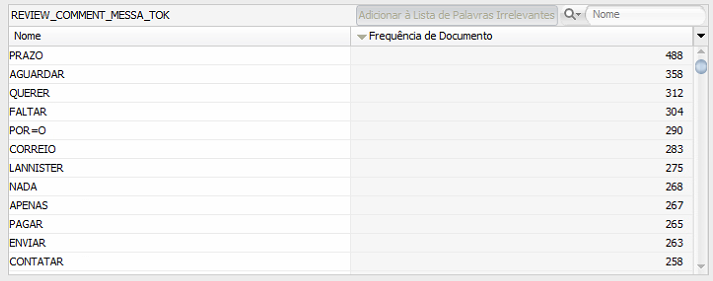 REVIEW_COMMENT_MESSA_TOK Adicionar à Lista de Palavras Irrelevantes Nome
Nome Frequência de Documento
PRAZO 488
AGUARDAR 358
QUERER 312
FALTAR 304
POR=O 290
CORREIO 283
LANNISTER 275
NADA 268
APENAS 267
PAGAR 265
ENVIAR 263
CONTATAR 258